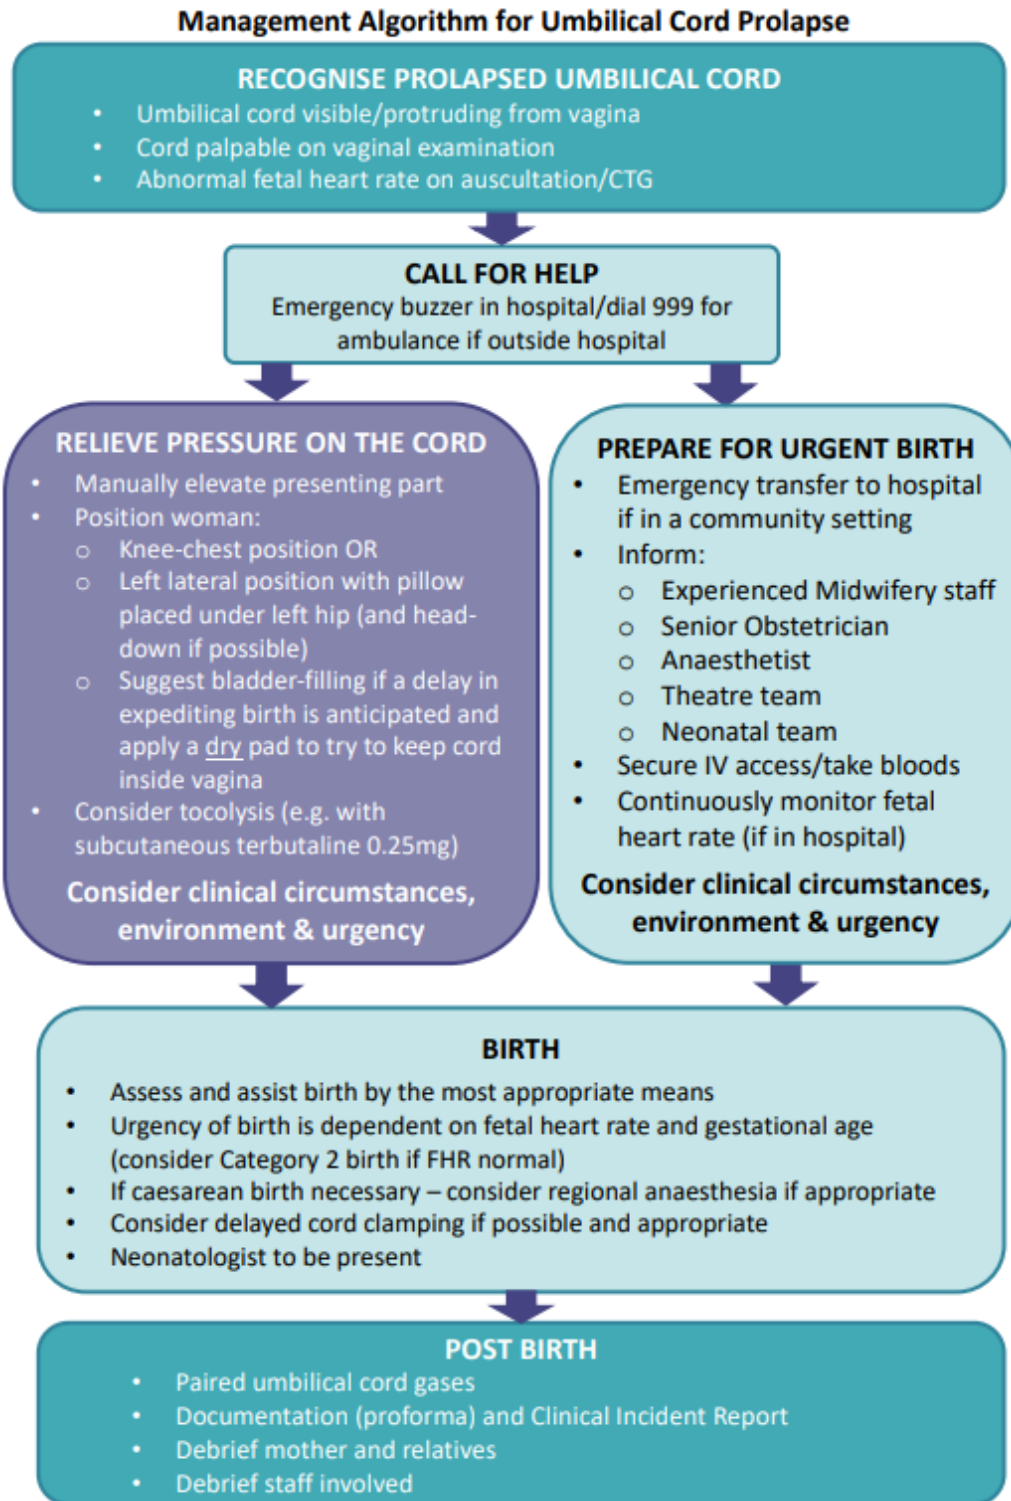 Management Algorithm for Umbilical Cord Prolapse
RECOGNISE PROLAPSED UMBILICAL CORD
• Umbilical cord visible/protruding from vagina
• Cord palpable on vaginal examination
• Abnormal fetal heart rate on auscultation/CTG
CALL FOR HELP
Emergency buzzer in hospital/dial 999 for
ambulance if outside hospital
RELIEVE PRESSURE ON THE CORD
• Manually elevate presenting part
• Position woman:
o Knee-chest position OR
o Left lateral position with pillow
placed under left hip (and head-
down if possible)
o Suggest bladder-filling if a delay in
expediting birth is anticipated and
apply a dry pad to try to keep cord
inside vagina
• Consider tocolysis (e.g. with
subcutaneous terbutaline 0.25mg)
Consider clinical circumstances,
environment & urgency
PREPARE FOR URGENT BIRTH
• Emergency transfer to hospital
if in a community setting
• Inform:
o Experienced Midwifery staff
o Senior Obstetrician
o Anaesthetist
o Theatre team
o Neonatal team
• Secure IV access/take bloods
• Continuously monitor fetal
heart rate (if in hospital)
Consider clinical circumstances,
environment & urgency
BIRTH
• Assess and assist birth by the most appropriate means
• Urgency of birth is dependent on fetal heart rate and gestational age
(consider Category 2 birth if FHR normal)
• If caesarean birth necessary – consider regional anaesthesia if appropriate
• Consider delayed cord clamping if possible and appropriate
• Neonatologist to be present
POST BIRTH
• Paired umbilical cord gases
• Documentation (proforma) and Clinical Incident Report
• Debrief mother and relatives
• Debrief staff involved